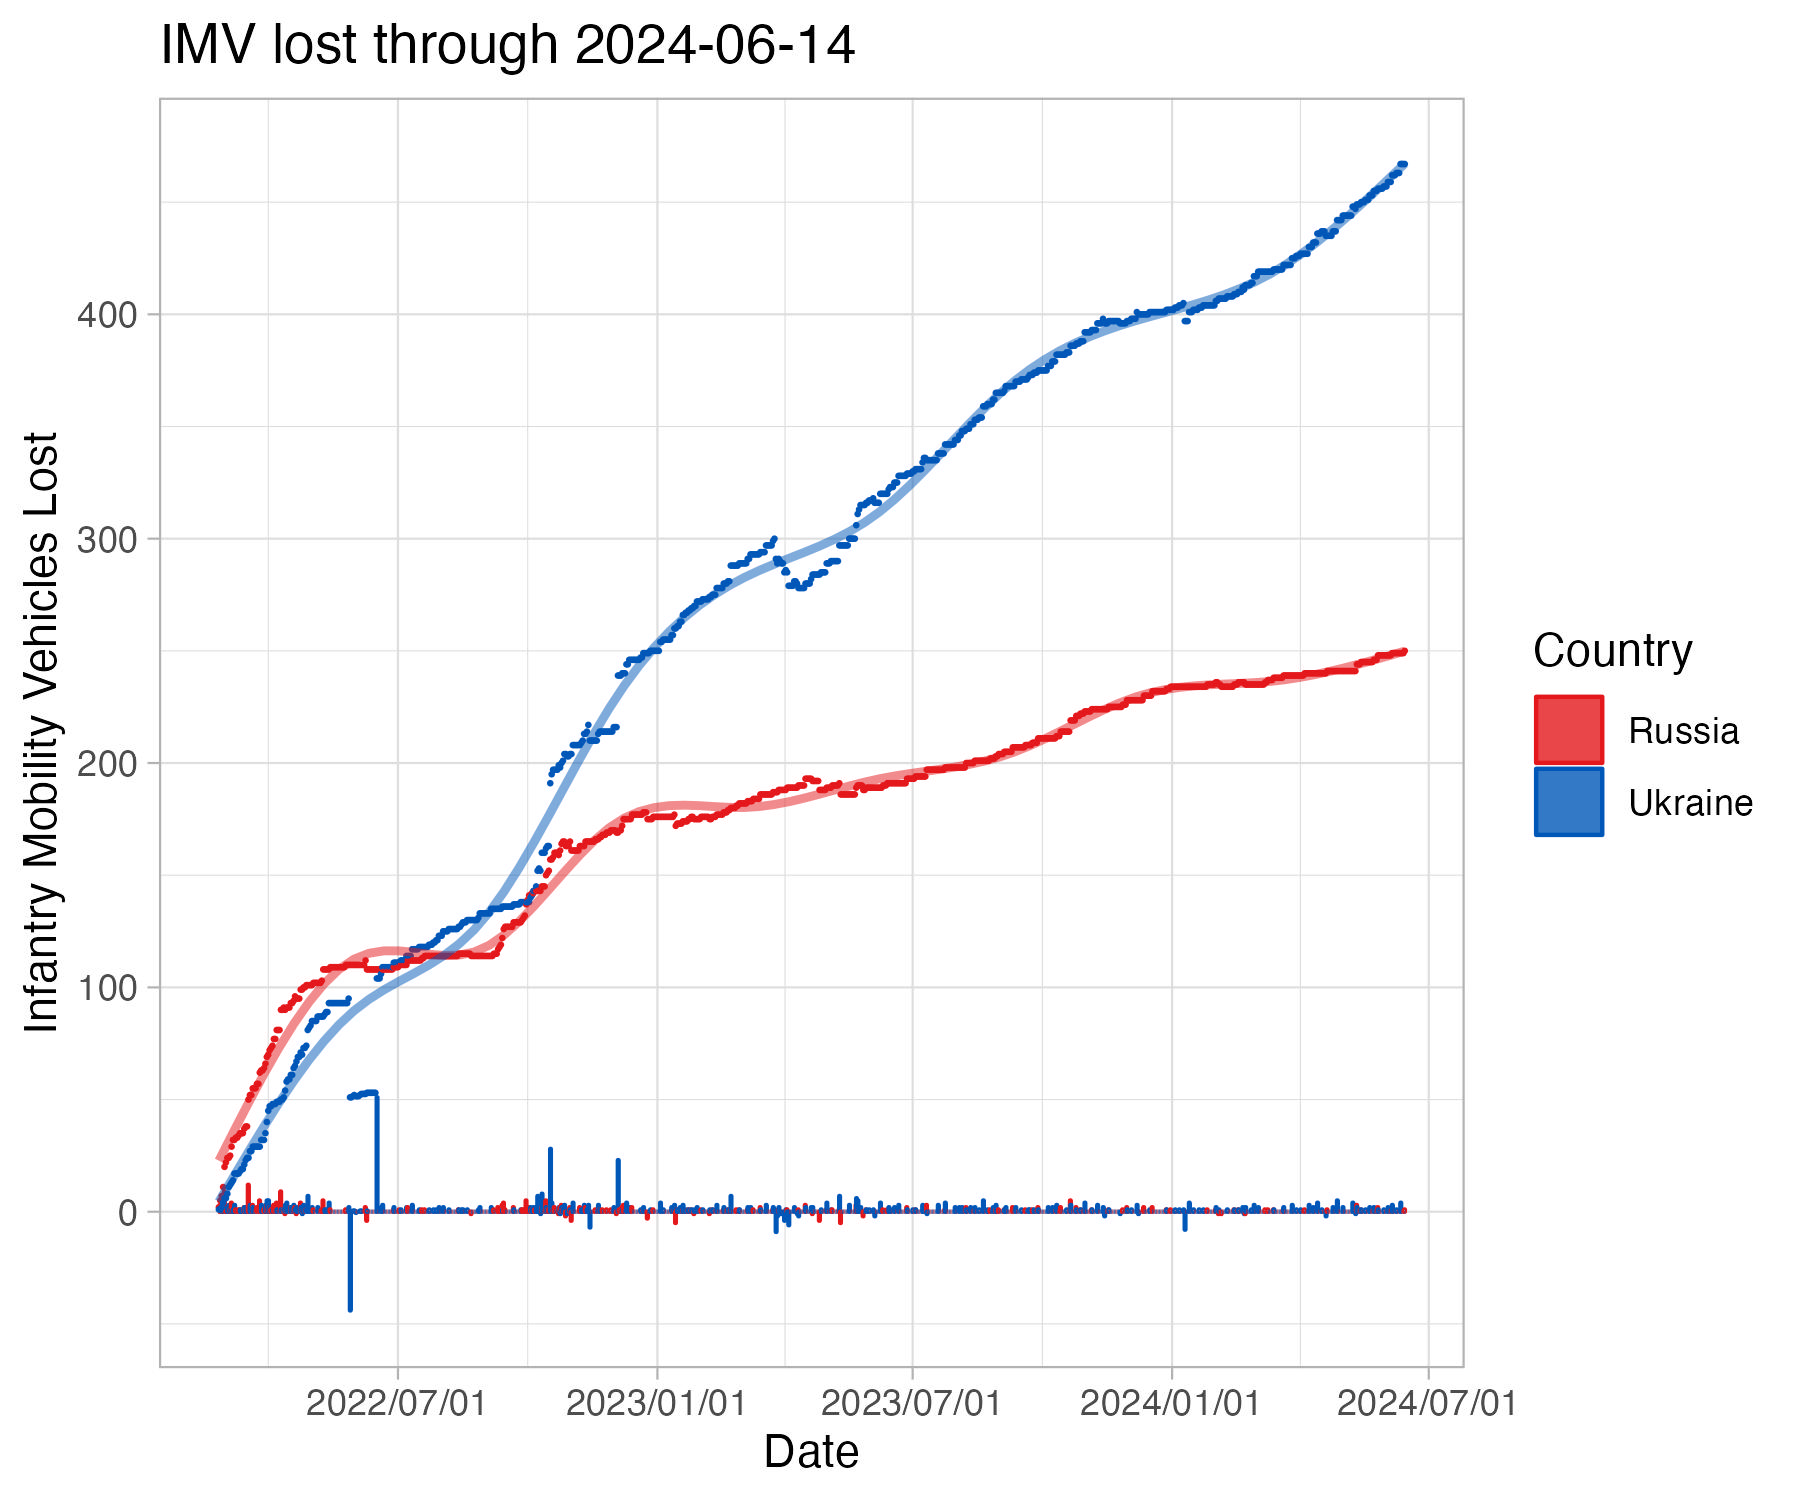 IMV lost through 2024-06-14
Infantry Mobility Vehicles Lost
400
300
200
100
0
2022/07/01
2023/01/01
2023/07/01
2024/01/01
2024/07/01
Date
Country
Russia
Ukraine